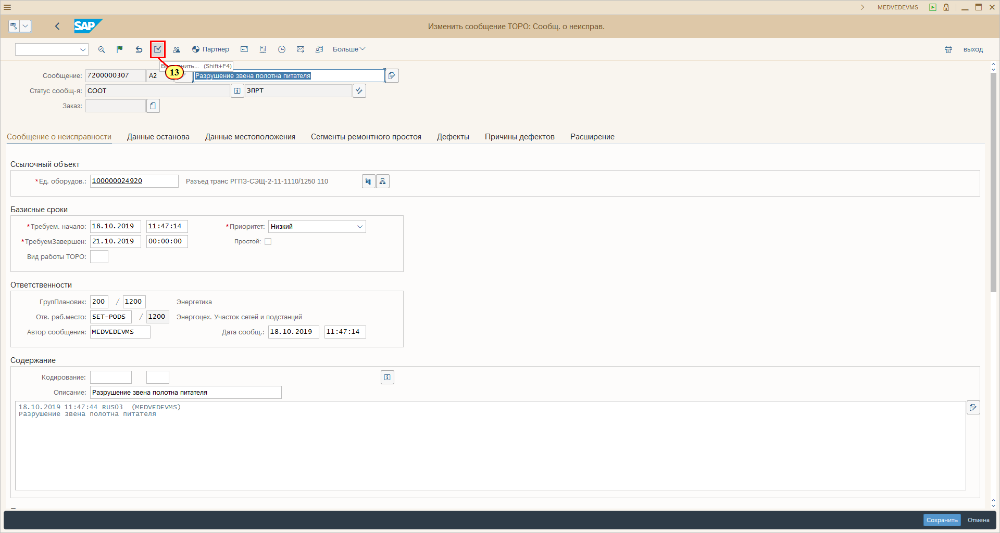 MEDVEDEVMS
SAP
Изменить сообщение ТОРО: Сообщ. о неисправ.
Партнер
Больше
выход
(Shift+F4)
13
Сообщение: 7200000307 A2 Разрушение звена полотна питателя
Статус сообщ-я: СООТ ЗПРТ
Заказ:
Сообщение о неисправности Данные останова Данные местоположения Сегменты ремонтного простоя Дефекты Причины дефектов Расширение
Ссылочный объект
*Ед. оборудов.: 100000024920 Разъед транс РГПЗ-СЭЩ-2-11-1110/1250 110
Базисные сроки
*Требуем. начало: 18.10.2019 11:47:14 *Приоритет: Низкий
*ТребуемЗавершен: 21.10.2019 00:00:00 Простой:
Вид работы ТОРО:
Ответственности
ГрупПлановик: 200 / 1200 Энергетика
Отв. раб.место: SET-PODS / 1200 Энергоцех. Участок сетей и подстанций
Автор сообщения: MEDVEDEVMS Дата сообщ.: 18.10.2019 11:47:14
Содержание
Кодирование:
Описание: Разрушение звена полотна питателя
18.10.2019 11:47:44 RUS03 (MEDVEDEVMS)
Разрушение звена полотна питателя
Сохранить Отмена